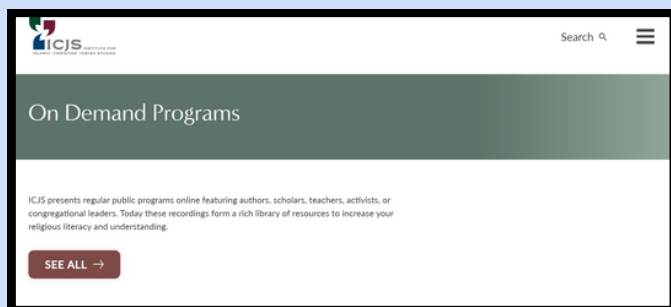 ICJS INSTITUTE FOR
ISLAMIC · CHRISTIAN · JEWISH STUDIES
Search
On Demand Programs
ICJS presents regular public programs online featuring authors, scholars, teachers, activists, or
congregational leaders. Today these recordings form a rich library of resources to increase your
religious literacy and understanding.
SEE ALL →